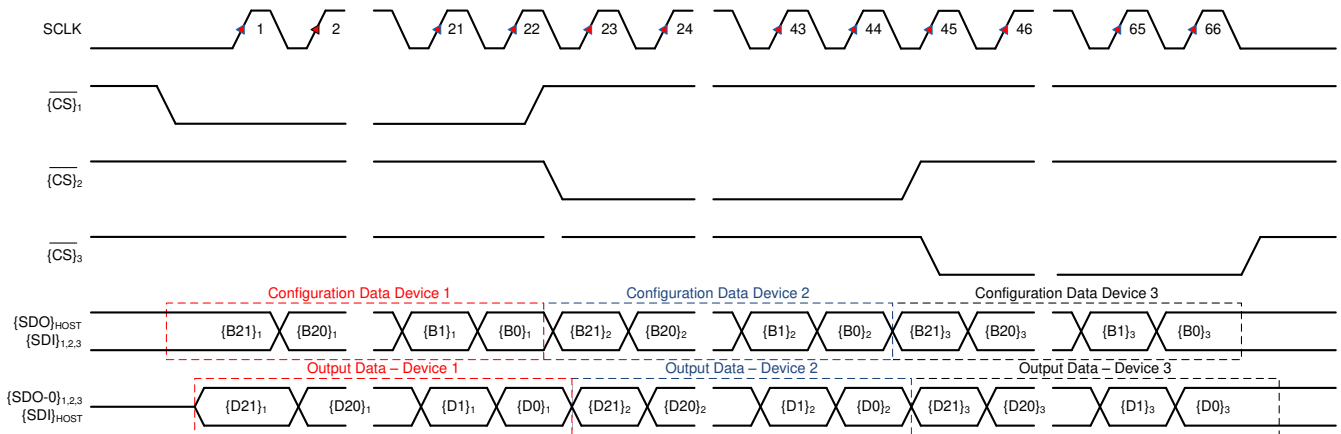 SCLK 1 2 21 22 23 24 43 44 45 46 65 66
{CS}1
{CS}2
{CS}3
Configuration Data Device 1 Configuration Data Device 2 Configuration Data Device 3
{SDO}HOST
{SDI}1,2,3
{B21}1 {B20}1 {B1}1 {B0}1 {B21}2 {B20}2 {B1}2 {B0}2 {B21}3 {B20}3 {B1}3 {B0}3
Output Data – Device 1 Output Data – Device 2 Output Data – Device 3
{SDO-0}1,2,3
{SDI}HOST
{D21}1 {D20}1 {D1}1 {D0}1 {D21}2 {D20}2 {D1}2 {D0}2 {D21}3 {D20}3 {D1}3 {D0}3